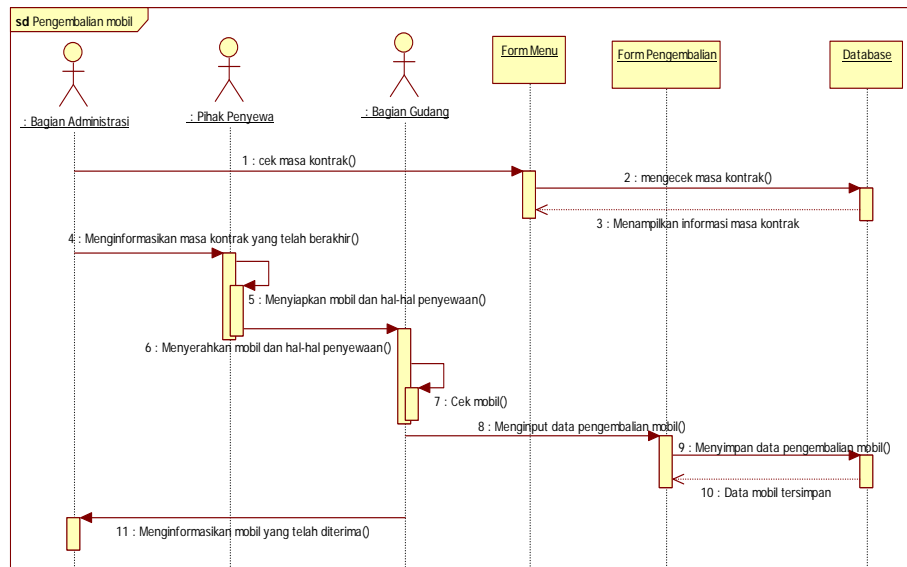 sd Pengembalian mobil
Form Menu
Form Pengembalian
Database
: Bagian Administrasi
: Pihak Penyewa
: Bagian Gudang
1 : cek masa kontrak()
2 : mengecek masa kontrak()
3 : Menampilkan informasi masa kontrak
4 : Menginformasikan masa kontrak yang telah berakhir()
5 : Menyiapkan mobil dan hal-hal penyewaan()
6 : Menyerahkan mobil dan hal-hal penyewaan()
7 : Cek mobil()
8 : Menginput data pengembalian mobil()
9 : Menyimpan data pengembalian mobil()
10 : Data mobil tersimpan
11 : Menginformasikan mobil yang telah diterima()